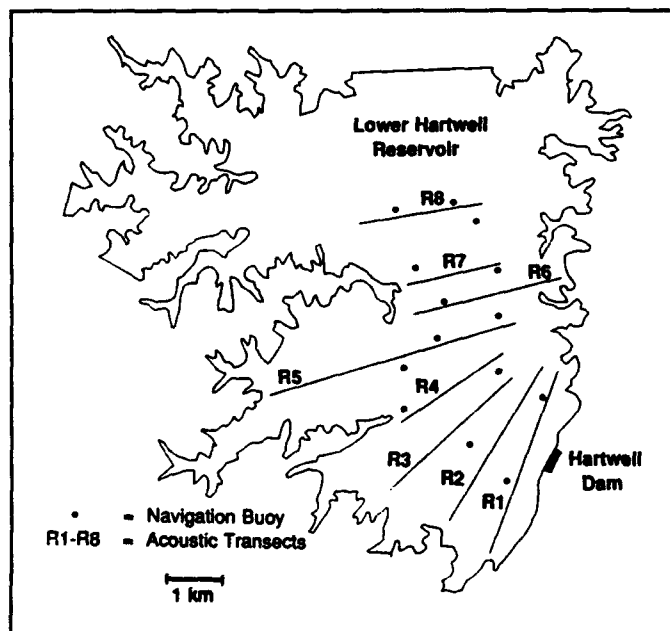 Lower Hartwell
Reservoir
R8
R7
R6
R5
R4
R3
R2
R1
Hartwell
Dam
• = Navigation Buoy
R1-R8 = Acoustic Transects
1 km